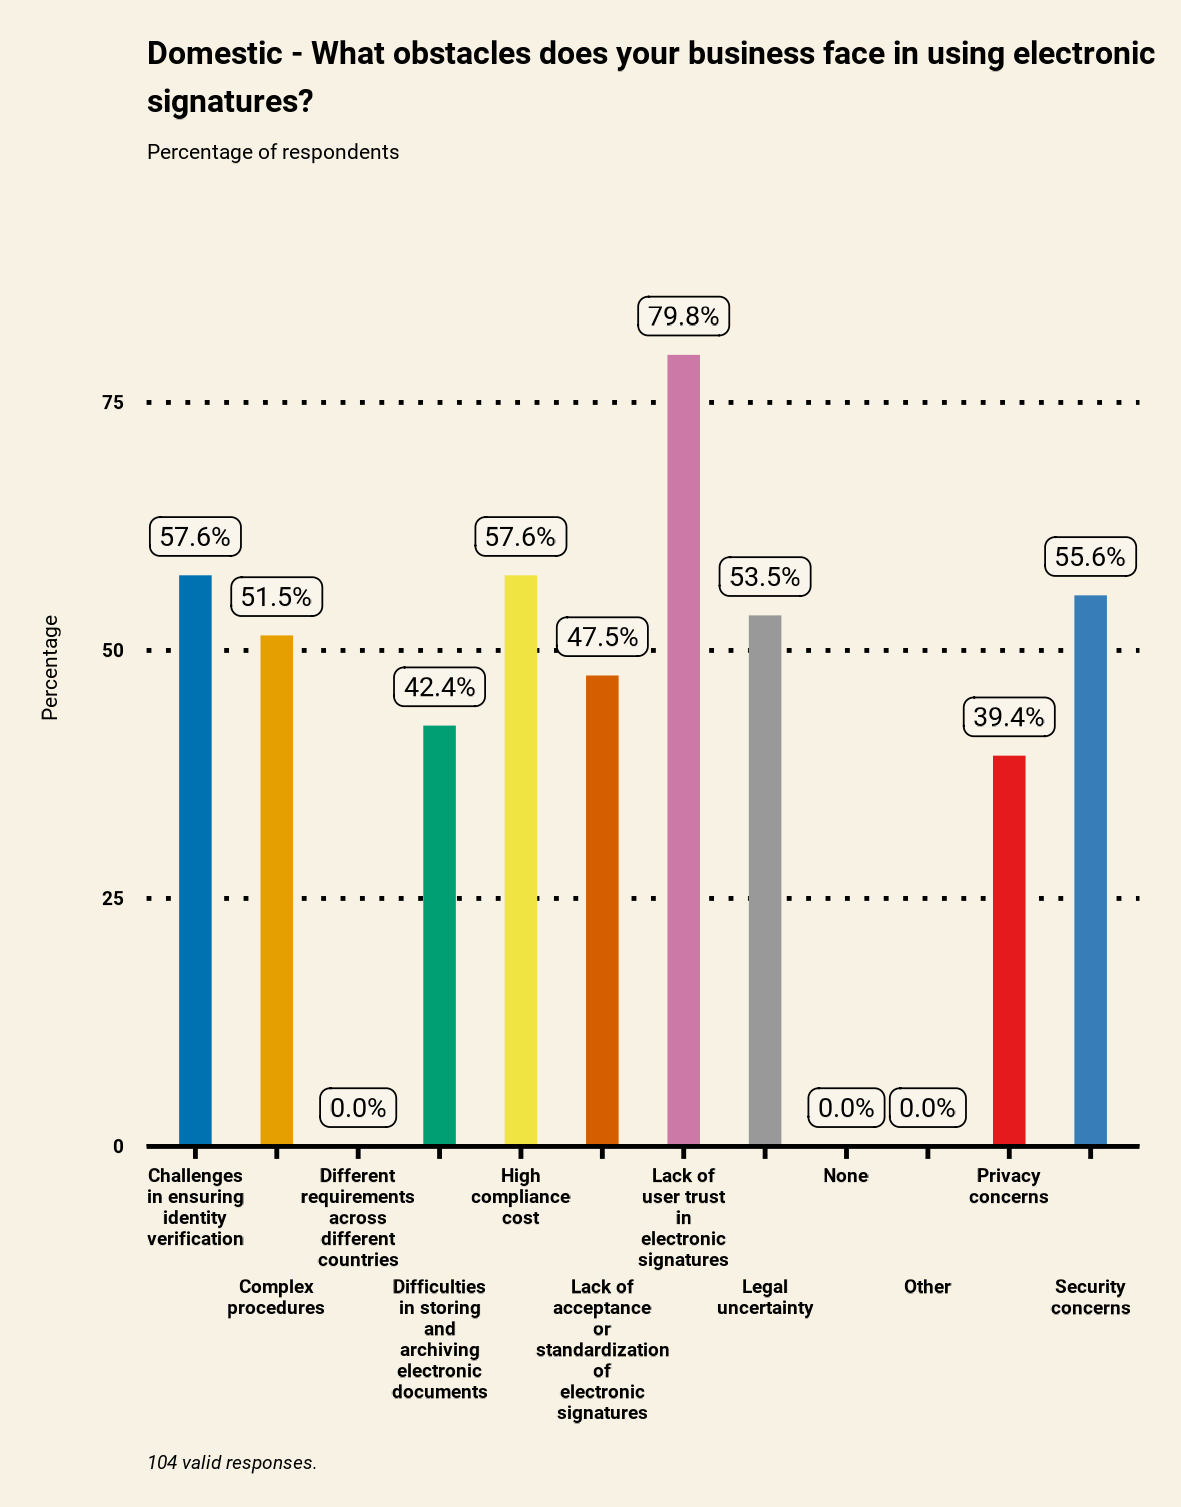 Domestic - What obstacles does your business face in using electronic
signatures?
Percentage of respondents
79.8%
75
57.6%
57.6%
55.6%
53.5%
51.5%
47.5%
50
42.4%
39.4%
Percentage
25
0.0%
0.0%
0.0%
0
Challenges
in ensuring
identity
verification
Complex
procedures
Different
requirements
across
different
countries
Difficulties
in storing
and
archiving
electronic
documents
High
compliance
cost
Lack of
acceptance
or
standardization
of
electronic
signatures
Lack of
user trust
in
electronic
signatures
Legal
uncertainty
None
Other
Privacy
concerns
Security
concerns
104 valid responses.